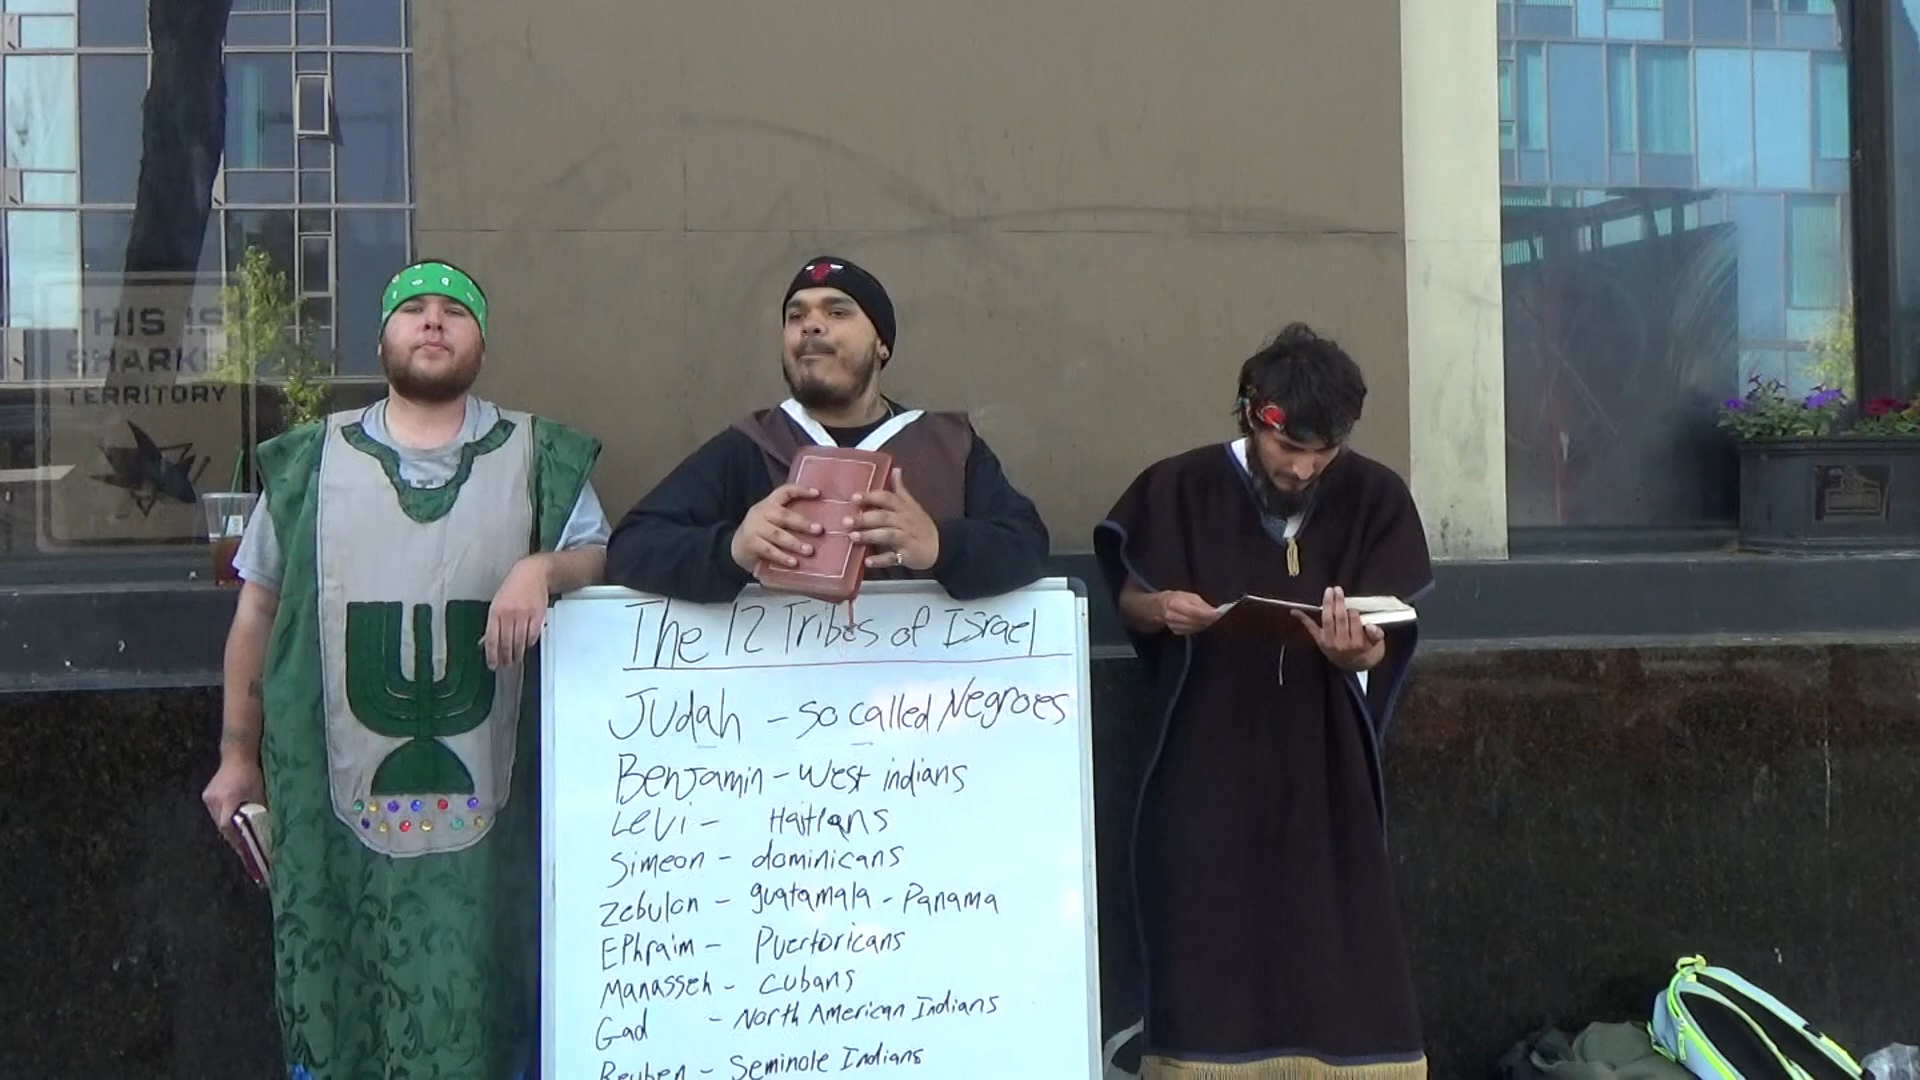 THIS IS
SHARKS
TERRITORY
The 12 Tribes of Israel
Judah - so called Negroes
Benjamin - West indians
Levi - Haitians
Simeon - dominicans
Zebulon - guatamala - Panama
Ephraim - Puertoricans
Manasseh - Cubans
Gad - North American Indians
Reuben - Seminole Indians